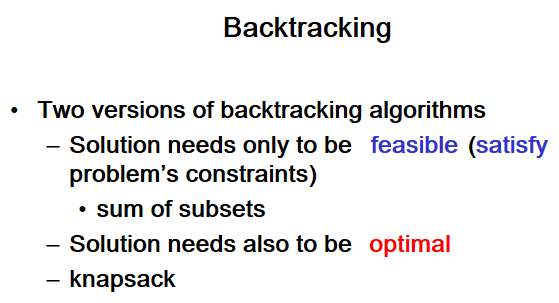 Backtracking
• Two versions of backtracking algorithms
– Solution needs only to be feasible (satisfy
problem's constraints)
• sum of subsets
– Solution needs also to be optimal
– knapsack